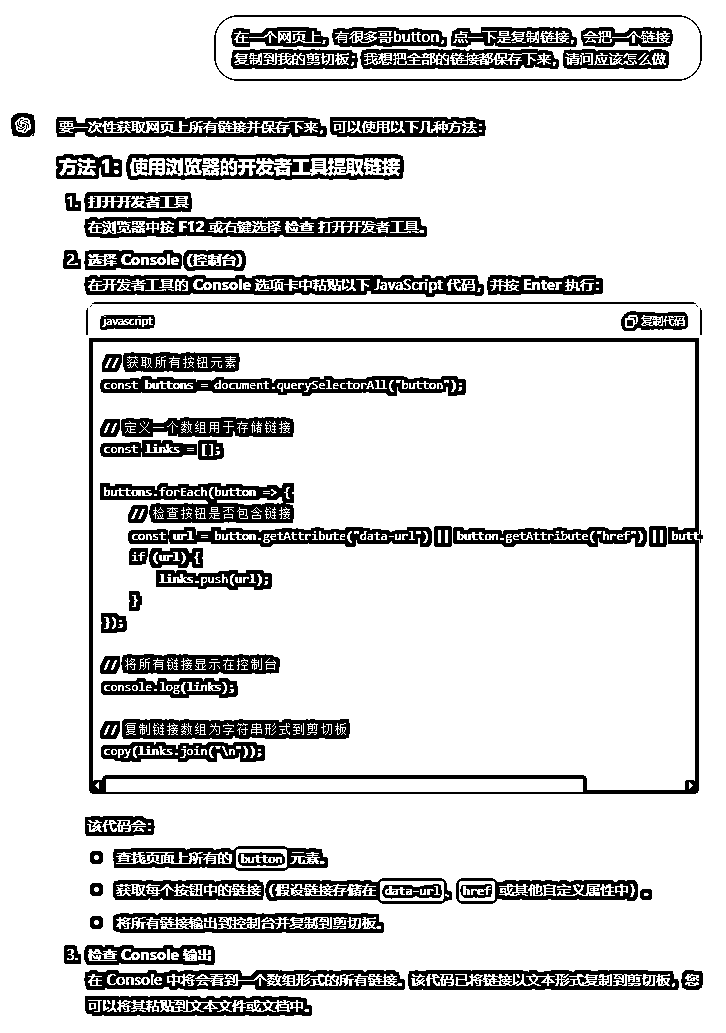 在一个网页上，有很多哥button，点一下是复制链接，会把一个链接
复制到我的剪切板；我想把全部的链接都保存下来，请问应该怎么做
要一次性获取网页上所有链接并保存下来，可以使用以下几种方法：
方法 1：使用浏览器的开发者工具提取链接
1. 打开开发者工具
在浏览器中按 F12 或右键选择 检查 打开开发者工具。
2. 选择 Console（控制台）
在开发者工具的 Console 选项卡中粘贴以下 JavaScript 代码，并按 Enter 执行：
javascript 复制代码
// 获取所有按钮元素
const buttons = document.querySelectorAll("button");
// 定义一个数组用于存储链接
const links = [];
buttons.forEach(button => {
// 检查按钮是否包含链接
const url = button.getAttribute("data-url") || button.getAttribute("href") || butt
if (url) {
links.push(url);
}
});
// 将所有链接显示在控制台
console.log(links);
// 复制链接数组为字符串形式到剪切板
copy(links.join("\n"));
该代码会：
查找页面上所有的 button 元素。
获取每个按钮中的链接（假设链接存储在 data-url、href 或其他自定义属性中）。
将所有链接输出到控制台并复制到剪切板。
3. 检查 Console 输出
在 Console 中将会看到一个数组形式的所有链接。该代码已将链接以文本形式复制到剪切板，您
可以将其粘贴到文本文件或文档中。